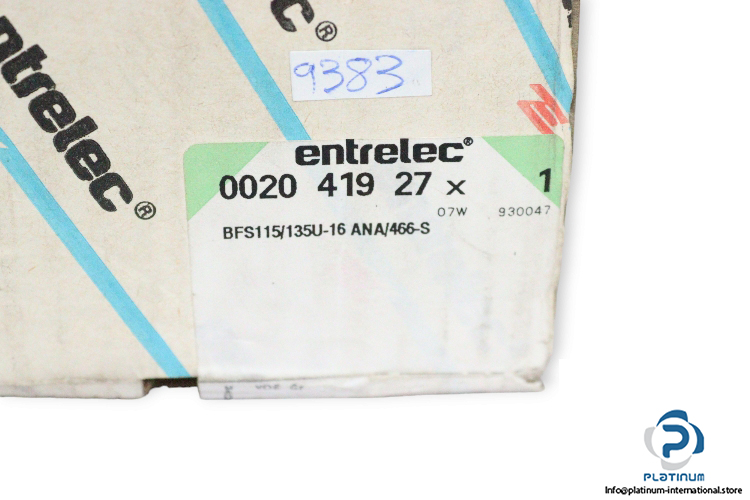 ntrelec®
®
9383
entrelec®
0020 419 27 x 1
07W 930047
BFS115/135U-16 ANA/466-S
PLATINUM
Info@platinum-international.store